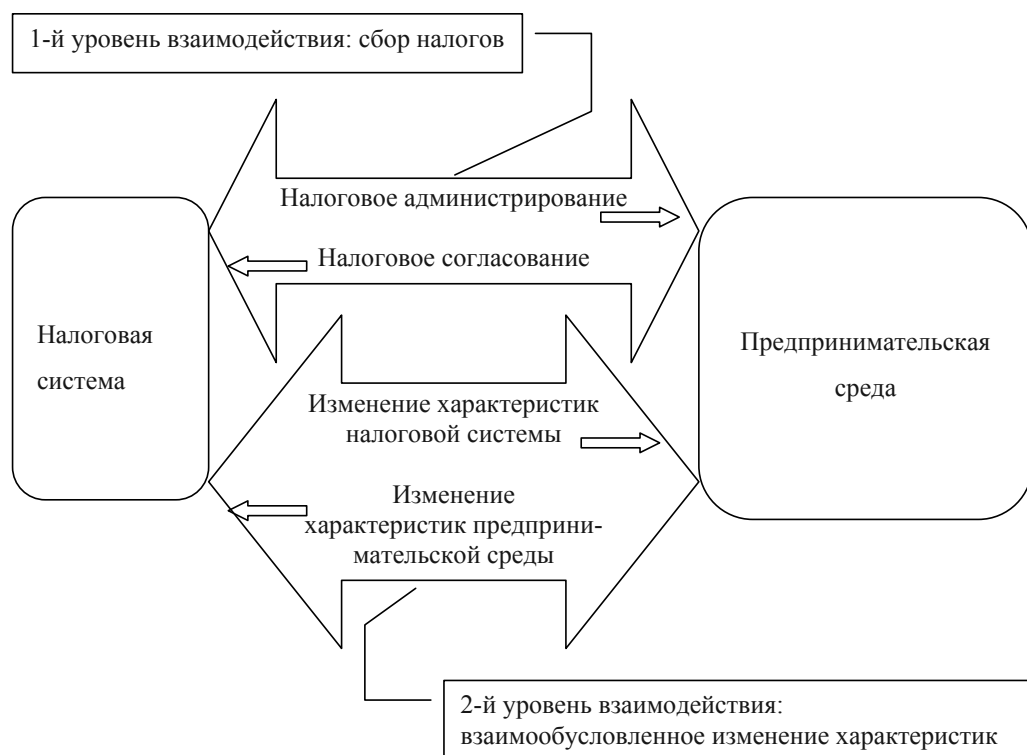 1-й уровень взаимодействия: сбор налогов
Налоговое администрирование
Налоговое согласование
Налоговая
система
Предпринимательская
среда
Изменение характеристик
налоговой системы
Изменение
характеристик предприни-
мательской среды
2-й уровень взаимодействия:
взаимообусловленное изменение характеристик